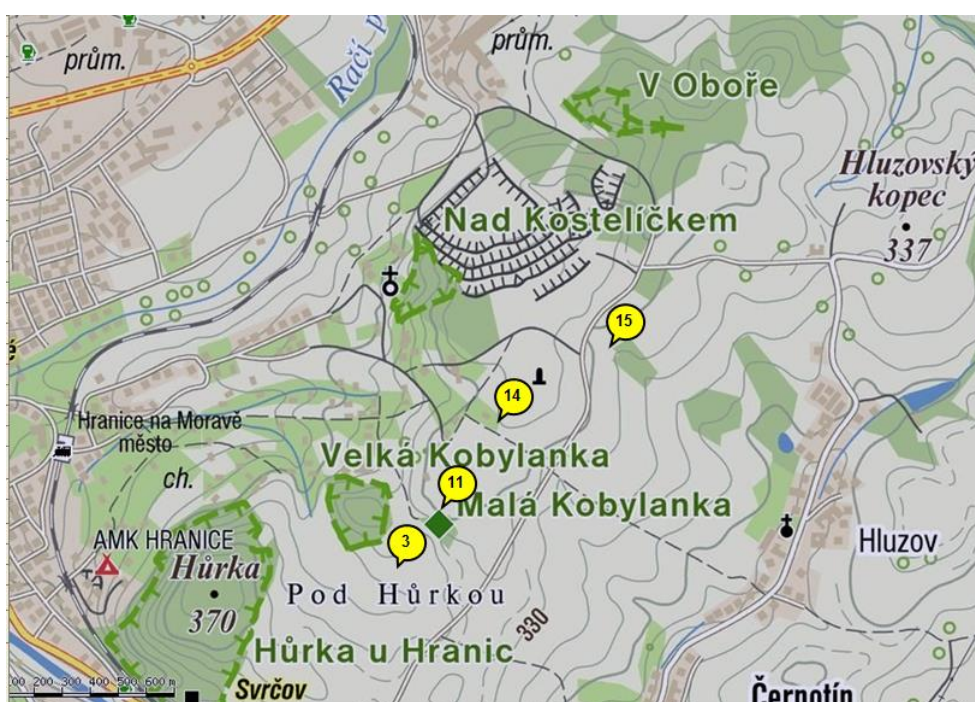 prům.
Račí p
prům.
V Oboře
Hluzovský
kopec
337
Nad Kostelíčkem
15
14
Hranice na Moravě
město
ch.
Velká Kobylanka
11
Malá Kobylanka
3
AMK HRANICE
Hůrka
370
Pod Hůrkou
330
Hluzov
Hůrka u Hranic
00 200 300 400 500 600 m
Svrčov
Černotín